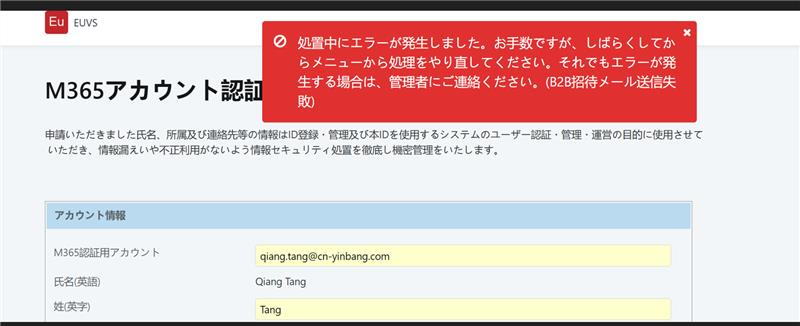 Eu EUVS
処置中にエラーが発生しました。お手数ですが、しばらくしてか
らメニューから処理をやり直してください。それでもエラーが発
生する場合は、管理者にご連絡ください。(B2B招待メール送信失
敗)
M365アカウント認証
申請いただきました氏名、所属及び連絡先等の情報はID登録・管理及び本IDを使用するシステムのユーザー認証・管理・運営の目的に使用させて
いただき、情報漏えいや不正利用がないよう情報セキュリティ処置を徹底し機密管理をいたします。
アカウント情報
M365認証用アカウント qiang.tang@cn-yinbang.com
氏名(英語) Qiang Tang
姓(英字) Tang